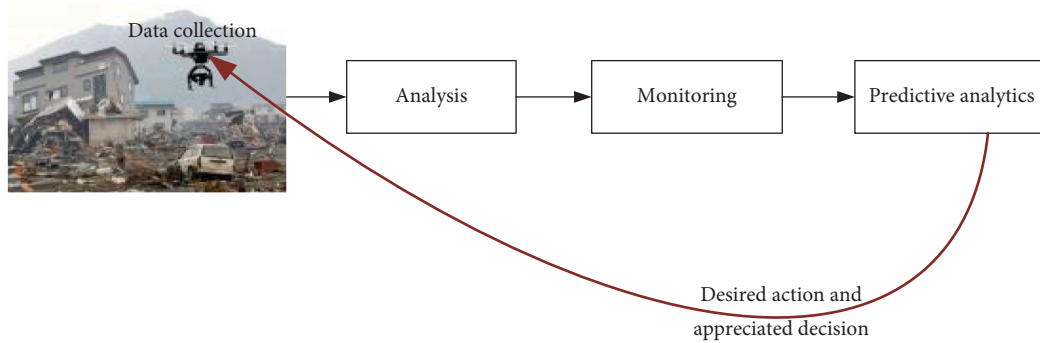 Data collection
Analysis
Monitoring
Predictive analytics
Desired action and
appreciated decision